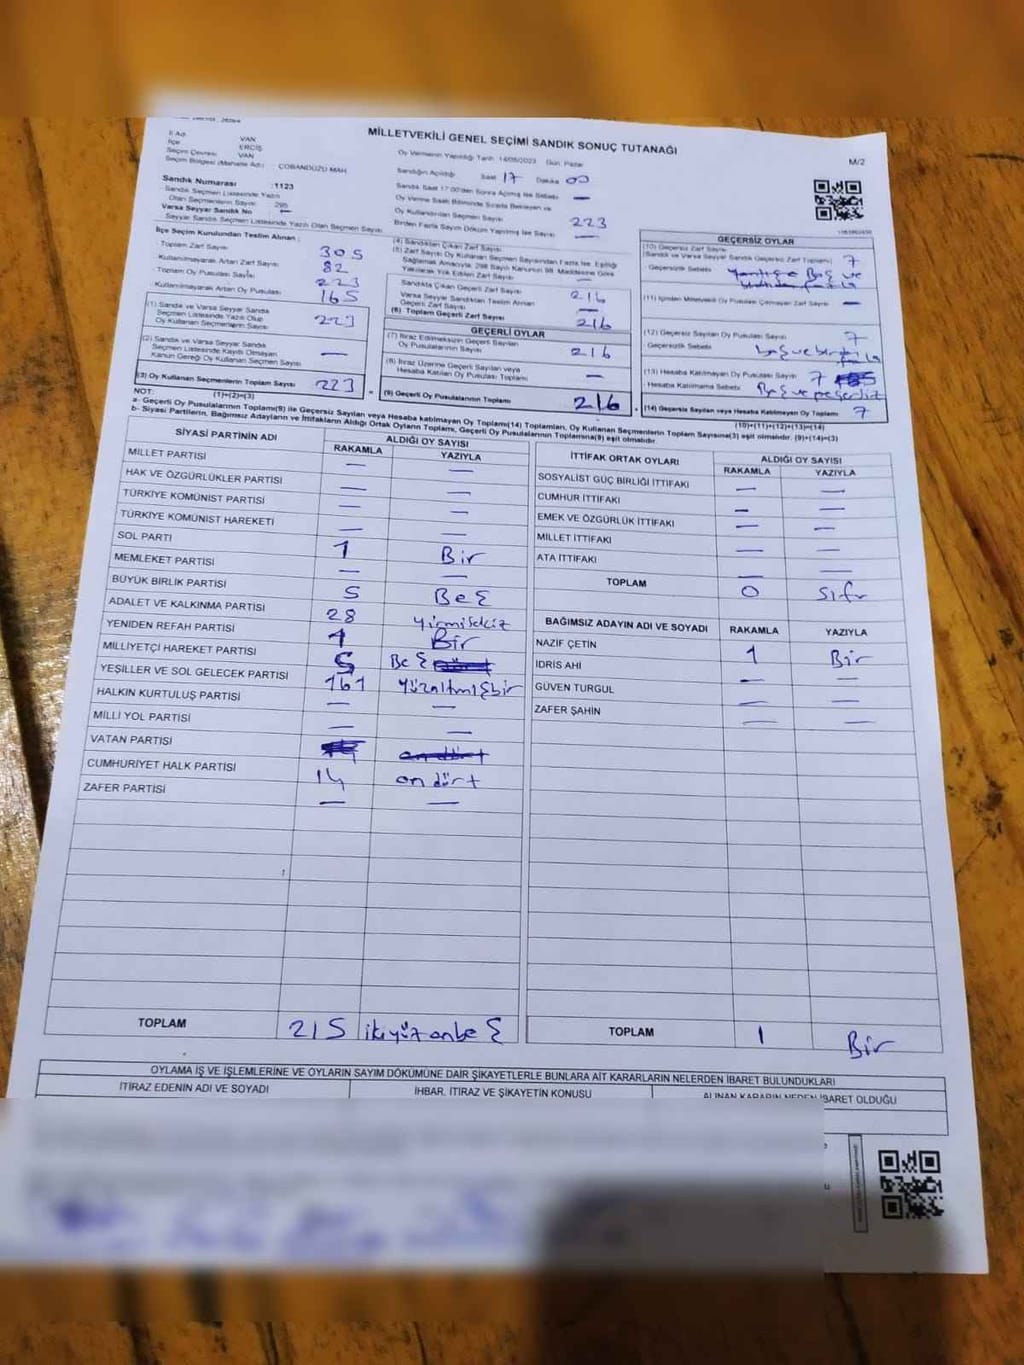 MİLLETVEKİLİ GENEL SEÇİMİ SANDIK SONUÇ TUTANAĞI
M/2
İl Adı: VAN
İlçe ERCİŞ
Seçim Çevresi VAN
Seçim Bölgesi (Mahalle Adı) : ÇOBANDÜZÜ MAH
Sandık Numarası : 1123
Sandık Seçmen Listesinde Yazılı
Olan Seçmenlerin Sayısı 295
Varsa Seyyar Sandık No —
Seyyar Sandık Seçmen Listesinde Yazılı Olan Seçmen Sayısı
Oy Vermenin Yapıldığı Tarih 14/05/2023 Gün Pazar
Sandığın Açıldığı Saat 17 Dakika 00
Sandık Saat 17:00'den Sonra Açılmış İse Sebebi —
Oy Verme Saati Bitiminde Sırada Bekleyen ve
Oy Kullandırılan Seçmen Sayısı 223
Birden Fazla Sayım Döküm Yapılmış İse Sebebi —
İlçe Seçim Kurulundan Teslim Alınan :
Toplam Zarf Sayısı 305
Kullanılmayarak Artan Zarf Sayısı 82
Toplam Oy Pusulası Sayısı 223
Kullanılmayarak Artan Oy Pusulası 165
(1) Sandık ve Varsa Seyyar Sandık
Seçmen Listesinde Yazılı Olup
Oy Kullanan Seçmenlerin Sayısı 223
(2) Sandık ve Varsa Seyyar Sandık
Seçmen Listesinde Kaydı Olmayan
Kanun Gereği Oy Kullanan Seçmen Sayısı —
(3) Oy Kullanan Seçmenlerin Toplam Sayısı 223
(1)+(2)=(3)
(4) Sandıktan Çıkan Zarf Sayısı
(5) Zarf Sayısı Oy Kullanan Seçmen Sayısından Fazla İse, Eşitliği
Sağlamak Amacıyla, 298 Sayılı Kanunun 98. Maddesine Göre
Yakılarak Yok Edilen Zarf Sayısı —
Sandıkta Çıkan Geçerli Zarf Sayısı 216
Varsa Seyyar Sandıktan Teslim Alınan
Geçerli Zarf Sayısı —
(6) Toplam Geçerli Zarf Sayısı 216
GEÇERLİ OYLAR
(7) İtiraz Edilmeksizin Geçerli Sayılan
Oy Pusulalarının Sayısı 216
(8) İtiraz Üzerine Geçerli Sayılan veya
Hesaba Katılan Oy Pusulası Toplamı —
(9) Geçerli Oy Pusulalarının Toplamı 216
GEÇERSİZ OYLAR
(10) Geçersiz Zarf Sayısı
(Sandık ve Varsa Seyyar Sandık Geçersiz Zarf Toplamı) 7
Geçersizlik Sebebi
(11) İçinden Milletvekili Oy Pusulası Çıkmayan Zarf Sayısı —
(12) Geçersiz Sayılan Oy Pusulası Sayısı 7
Geçersizlik Sebebi boş ve birden fazla
(13) Hesaba Katılmayan Oy Pusulası Sayısı 7
Hesaba Katılmama Sebebi Boş ve geçersiz
(14) Geçersiz Sayılan veya Hesaba Katılmayan Oy Toplamı 7
(10)+(11)+(12)+(13)=(14)
NOT:
a- Geçerli Oy Pusulalarının Toplamı(9) ile Geçersiz Sayılan veya Hesaba katılmayan Oy Toplamı(14) Toplamları, Oy Kullanan Seçmenlerin Toplam Sayısına(3) eşit olmalıdır. (9)+(14)=(3)
b- Siyasi Partilerin, Bağımsız Adayların ve İttifakların Aldığı Ortak Oyların Toplamı, Geçerli Oy Pusulalarının Toplamına(9) eşit olmalıdır.
SİYASİ PARTİNİN ADI ALDIĞI OY SAYISI
RAKAMLA YAZIYLA
MİLLET PARTİSİ — —
HAK VE ÖZGÜRLÜKLER PARTİSİ — —
TÜRKİYE KOMÜNİST PARTİSİ — —
TÜRKİYE KOMÜNİST HAREKETİ — —
SOL PARTİ 1 Bir
MEMLEKET PARTİSİ — —
BÜYÜK BİRLİK PARTİSİ 5 Beş
ADALET VE KALKINMA PARTİSİ 28 yirmisekiz
YENİDEN REFAH PARTİSİ 1 Bir
MİLLİYETÇİ HAREKET PARTİSİ 5 Beş
YEŞİLLER VE SOL GELECEK PARTİSİ 161 yüzaltmışbir
HALKIN KURTULUŞ PARTİSİ — —
MİLLİ YOL PARTİSİ — —
VATAN PARTİSİ
CUMHURİYET HALK PARTİSİ 14 ondört
ZAFER PARTİSİ — —
TOPLAM 215 ikiyüzonbeş
İTTİFAK ORTAK OYLARI ALDIĞI OY SAYISI
RAKAMLA YAZIYLA
SOSYALİST GÜÇ BİRLİĞİ İTTİFAKI — —
CUMHUR İTTİFAKI — —
EMEK VE ÖZGÜRLÜK İTTİFAKI — —
MİLLET İTTİFAKI — —
ATA İTTİFAKI — —
TOPLAM 0 Sıfır
BAĞIMSIZ ADAYIN ADI VE SOYADI RAKAMLA YAZIYLA
NAZİF ÇETİN 1 Bir
İDRİS AHİ — —
GÜVEN TURGUL — —
ZAFER ŞAHİN — —
TOPLAM 1 Bir
OYLAMA İŞ VE İŞLEMLERİNE VE OYLARIN SAYIM DÖKÜMÜNE DAİR ŞİKAYETLERLE BUNLARA AİT KARARLARIN NELERDEN İBARET BULUNDUKLARI
İTİRAZ EDENİN ADI VE SOYADI
İHBAR, İTİRAZ VE ŞİKAYETİN KONUSU
ALINAN KARARIN NEDEN İBARET OLDUĞU